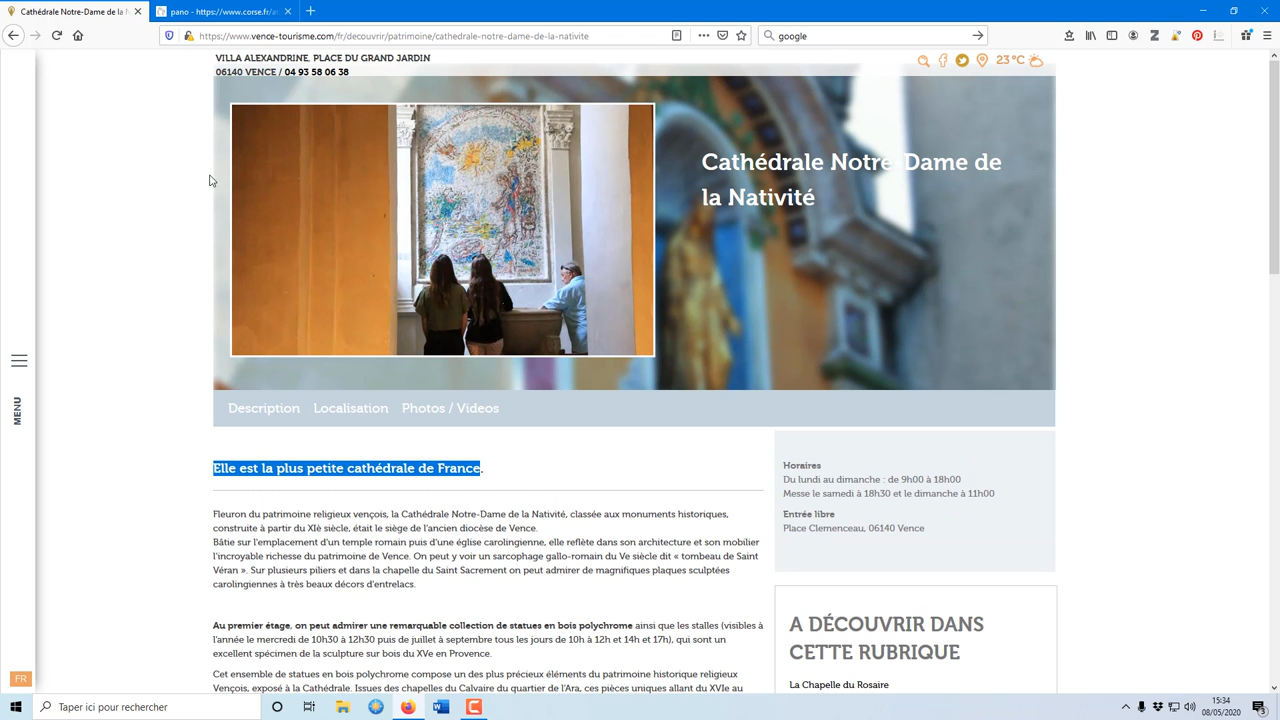 Cathédrale Notre-Dame de la N
pano - https://www.corse.fr/a
https://www.vence-tourisme.com/fr/decouvrir/patrimoine/cathedrale-notre-dame-de-la-nativite
google
VILLA ALEXANDRINE, PLACE DU GRAND JARDIN
06140 VENCE / 04 93 58 06 38
23 °C
Cathédrale Notre-Dame de
la Nativité
MENU
FR
Description Localisation Photos / Videos
Elle est la plus petite cathédrale de France.
Fleuron du patrimoine religieux vençois, la Cathédrale Notre-Dame de la Nativité, classée aux monuments historiques,
construite à partir du XIè siècle, était le siège de l'ancien diocèse de Vence.
Bâtie sur l'emplacement d'un temple romain puis d'une église carolingienne, elle reflète dans son architecture et son mobilier
l'incroyable richesse du patrimoine de Vence. On peut y voir un sarcophage gallo-romain du Ve siècle dit « tombeau de Saint
Véran ». Sur plusieurs piliers et dans la chapelle du Saint Sacrement on peut admirer de magnifiques plaques sculptées
carolingiennes à très beaux décors d'entrelacs.
Au premier étage, on peut admirer une remarquable collection de statues en bois polychrome ainsi que les stalles (visibles à
l'année le mercredi de 10h30 à 12h30 puis de juillet à septembre tous les jours de 10h à 12h et 14h et 17h), qui sont un
excellent spécimen de la sculpture sur bois du XVe en Provence.
Cet ensemble de statues en bois polychrome compose un des plus précieux éléments du patrimoine historique religieux
Vençois, exposé à la Cathédrale. Issues des chapelles du Calvaire du quartier de l'Ara, ces pièces uniques allant du XVIe au
Horaires
Du lundi au dimanche : de 9h00 à 18h00
Messe le samedi à 18h30 et le dimanche à 11h00
Entrée libre
Place Clemenceau, 06140 Vence
A DÉCOUVRIR DANS
CETTE RUBRIQUE
La Chapelle du Rosaire
Taper ici pour rechercher
15:34
08/05/2020
3